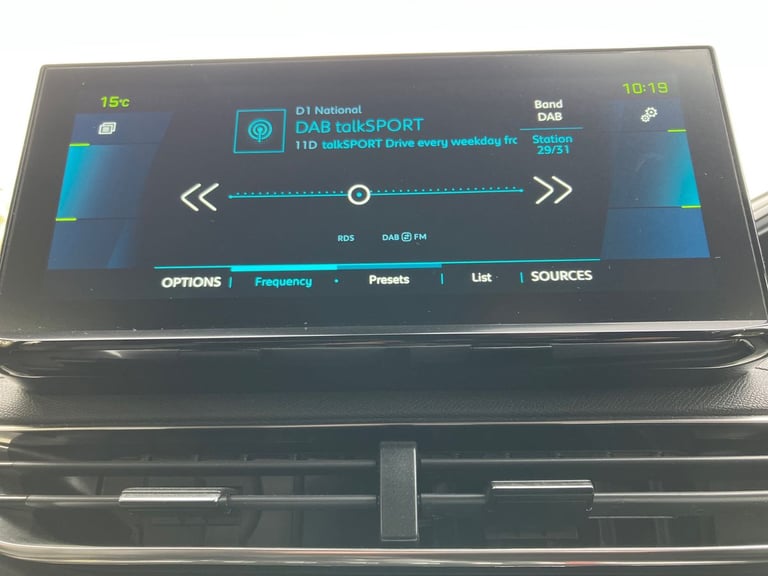 15°C
10:19
D1 National
DAB talkSPORT
11D talkSPORT Drive every weekday frc
Band
DAB
Station
29/31
RDS
DAB FM
OPTIONS
Frequency
Presets
List
SOURCES